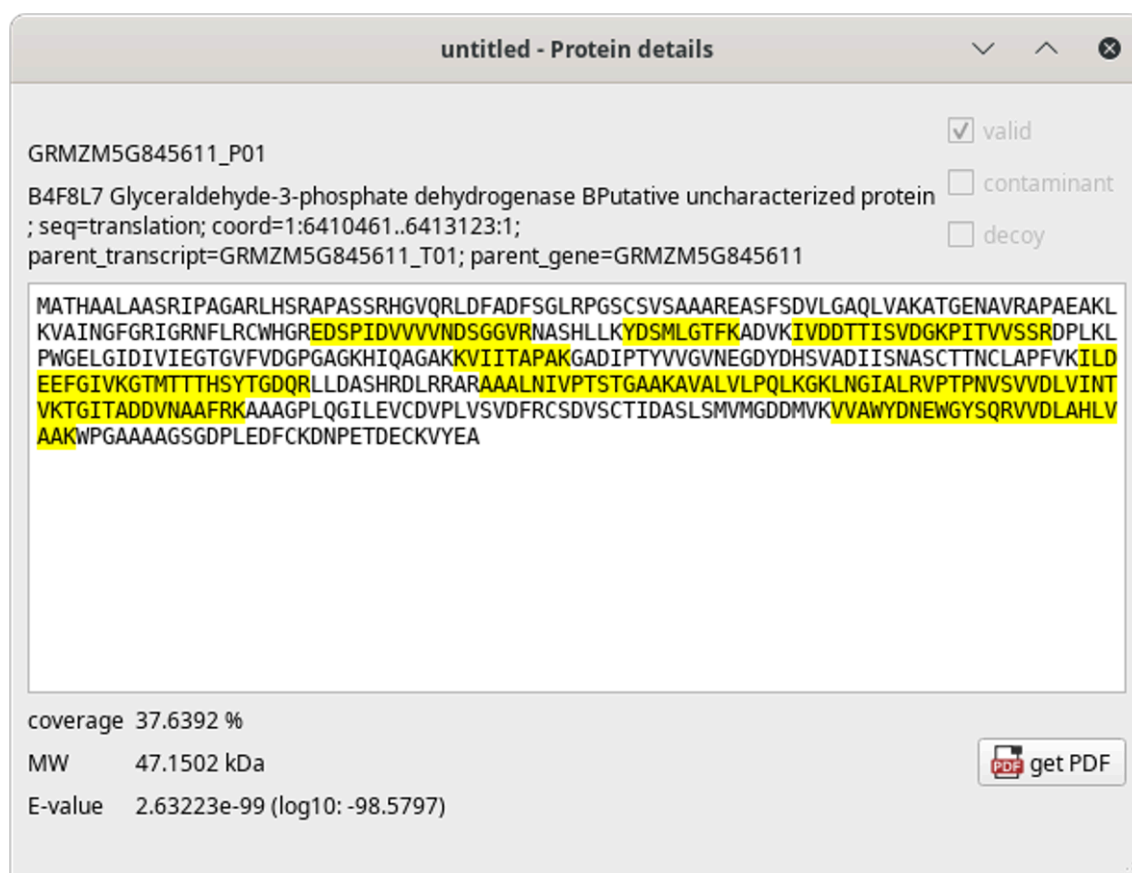 untitled - Protein details
valid
GRMZM5G845611_P01
contaminant
B4F8L7 Glyceraldehyde-3-phosphate dehydrogenase BPutative uncharacterized protein
; seq=translation; coord=1:6410461..6413123:1;
decoy
parent_transcript=GRMZM5G845611_T01; parent_gene=GRMZM5G845611
MATHAALAASRIPAGARLHSRAPASSRHGVQRLDFADFSGLRPGSCSVSAAAREASFSDVLGAQLVAKATGENAVRAPAEAKL
KVAINGFGRIGRNFLRCWHGREDSPIDVVVVNDSGGVRNASHLLKYDSMLGTFKADVKIVDDTTISVDGKPITVVSSRDPLKL
PWGELGIDIVIEGTGVFVDGPGAGKHIQAGAKKVIITAPAKGADIPTYVVGVNEGDYDHSVADIISNASCTTNCLAPFVKILD
EEFGIVKGTMTTTHSYTGDQRLLDASHRDLRRARAAALNIVPTSTGAAKAVALVLPQLKGKLNGIALRVPTPNVSVVDLVINT
VKTGITADDVNAAFRKAAAGPLQGILEVCDVPLVSVDFRCSDVSCTIDASLSMVMGDDMVKVVAWYDNEWGYSQRVVDLAHLV
AAKWPGAAAAGSGDPLEDFCKDNPETDECKVYEA
coverage 37.6392 %
MW 47.1502 kDa
PDF get PDF
E-value 2.63223e-99 (log10: -98.5797)